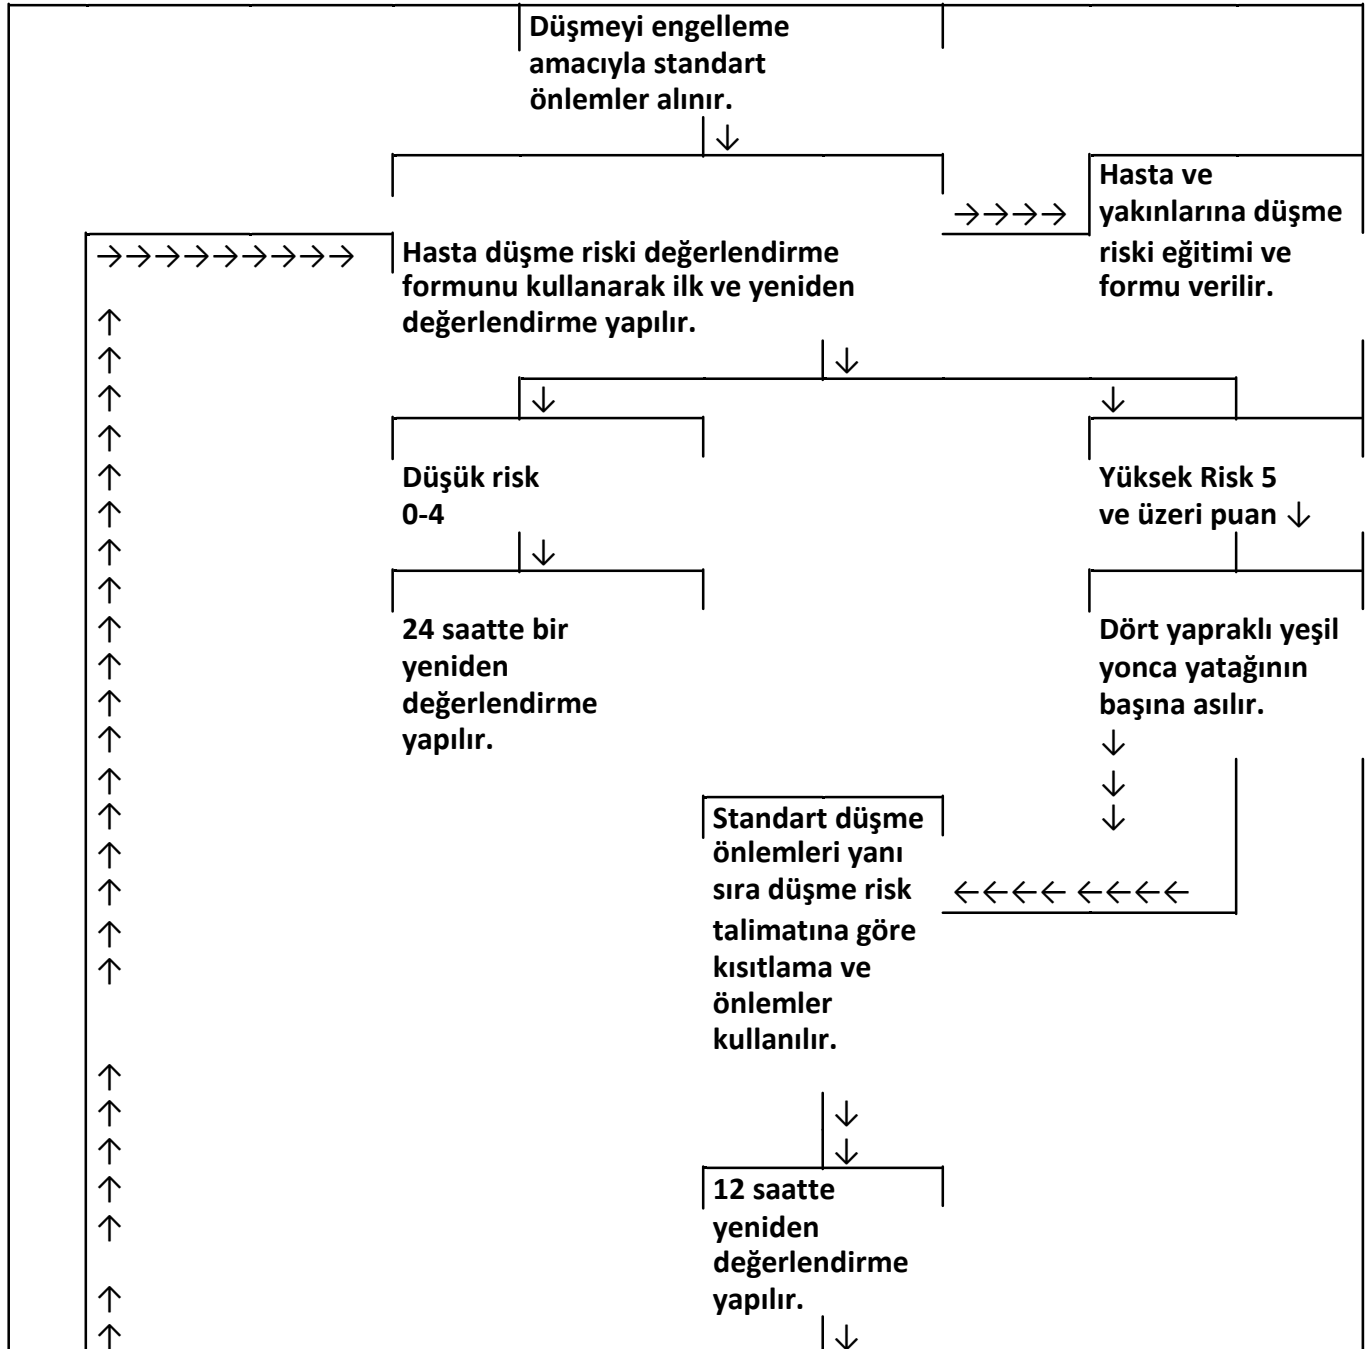 Düşmeyi engelleme
amacıyla standart
önlemler alınır.
↓
→→→→
Hasta ve
yakınlarına düşme
riski eğitimi ve
formu verilir.
→→→→→→→→→
Hasta düşme riski değerlendirme
formunu kullanarak ilk ve yeniden
değerlendirme yapılır.
↓
↓
↓
Düşük risk
0-4
↓
Yüksek Risk 5
ve üzeri puan ↓
24 saatte bir
yeniden
değerlendirme
yapılır.
Dört yapraklı yeşil
yonca yatağının
başına asılır.
↓
↓
↓
←←←← ←←←←
Standart düşme
önlemleri yanı
sıra düşme risk
talimatına göre
kısıtlama ve
önlemler
kullanılır.
↓
↓
12 saatte
yeniden
değerlendirme
yapılır.
↓